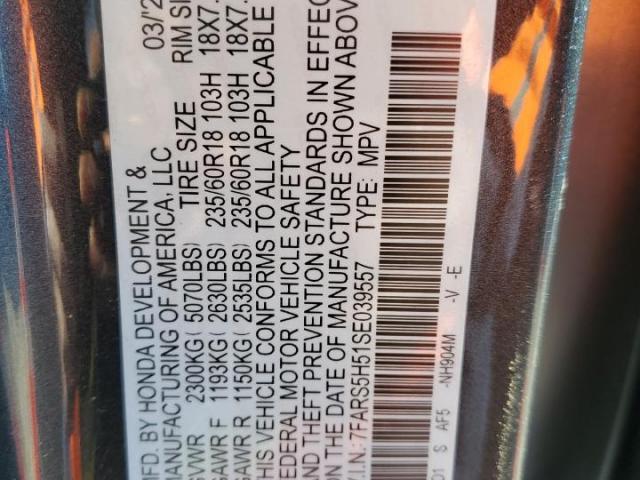 MFD. BY HONDA DEVELOPMENT & 03/'2
MANUFACTURING OF AMERICA, LLC
GVWR 2300KG( 5070LBS) TIRE SIZE RIM SI
GAWR F 1193KG( 2630LBS) 235/60R18 103H 18X7.
GAWR R 1150KG( 2535LBS) 235/60R18 103H 18X7.
THIS VEHICLE CONFORMS TO ALL APPLICABLE
FEDERAL MOTOR VEHICLE SAFETY
AND THEFT PREVENTION STANDARDS IN EFFEC
ON THE DATE OF MANUFACTURE SHOWN ABOV
V.I.N.: 7FARS5H51SE039557 TYPE: MPV
01 S AF5 -NH904M -V -E